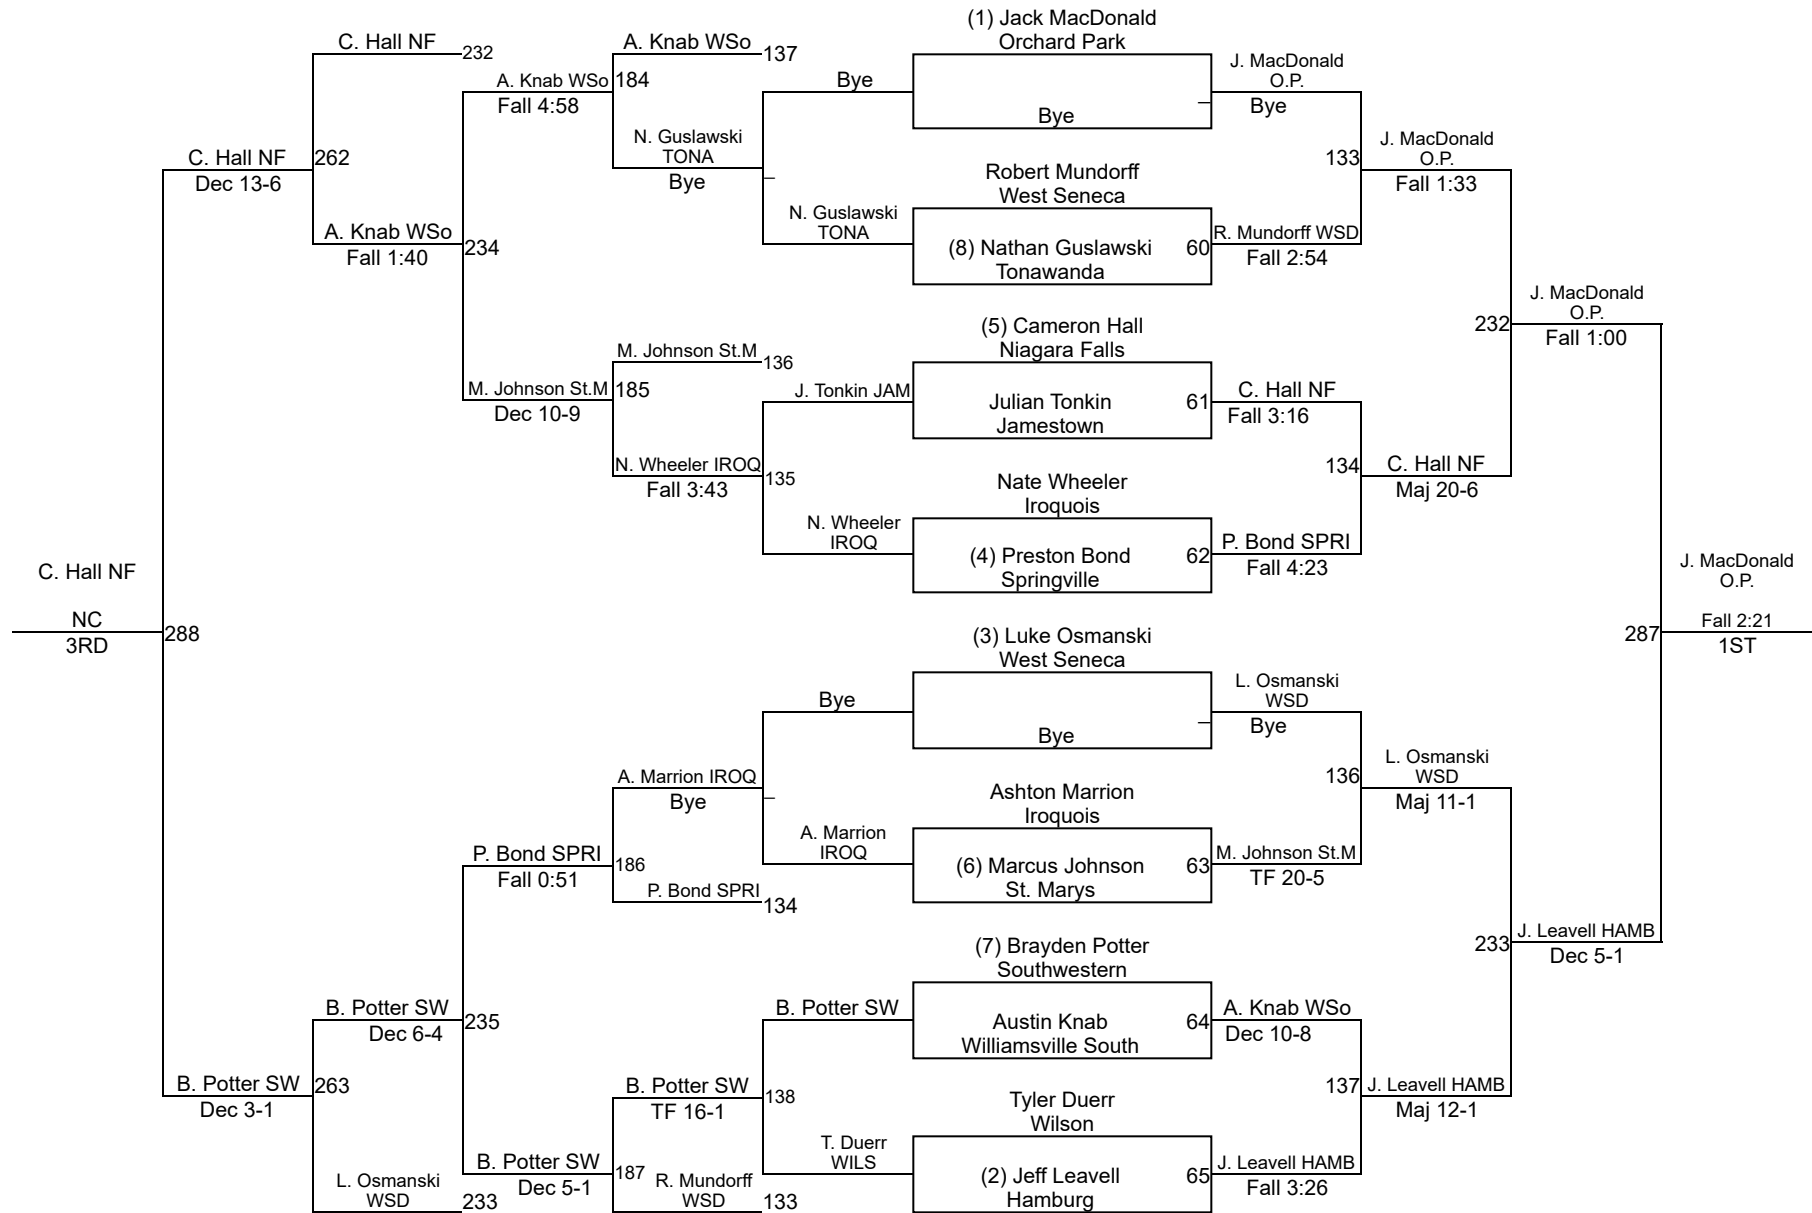 (1) Jack MacDonald
Orchard Park
Bye
Robert Mundorff
West Seneca
(8) Nathan Guslawski
Tonawanda
60
(5) Cameron Hall
Niagara Falls
Julian Tonkin
Jamestown
61
Nate Wheeler
Iroquois
(4) Preston Bond
Springville
62
(3) Luke Osmanski
West Seneca
Bye
Ashton Marrion
Iroquois
(6) Marcus Johnson
St. Marys
63
(7) Brayden Potter
Southwestern
Austin Knab
Williamsville South
64
Tyler Duerr
Wilson
(2) Jeff Leavell
Hamburg
65
J. MacDonald
O.P.
Bye
133
R. Mundorff WSD
Fall 2:54
C. Hall NF
Fall 3:16
134
P. Bond SPRI
Fall 4:23
L. Osmanski
WSD
Bye
136
M. Johnson St.M
TF 20-5
A. Knab WSo
Dec 10-8
137
J. Leavell HAMB
Fall 3:26
J. MacDonald
O.P.
Fall 1:33
232
C. Hall NF
Maj 20-6
L. Osmanski
WSD
Maj 11-1
233
J. Leavell HAMB
Maj 12-1
J. MacDonald
O.P.
Fall 1:00
287
J. Leavell HAMB
Dec 5-1
J. MacDonald
O.P.
Fall 2:21
1ST
Bye
N. Guslawski
TONA
J. Tonkin JAM
135
N. Wheeler
IROQ
Bye
A. Marrion
IROQ
B. Potter SW
138
T. Duerr
WILS
A. Knab WSo
137
184
N. Guslawski
TONA
Bye
M. Johnson St.M
136
185
N. Wheeler IROQ
Fall 3:43
A. Marrion IROQ
Bye
186
P. Bond SPRI
134
B. Potter SW
TF 16-1
187
R. Mundorff
WSD
133
A. Knab WSo
Fall 4:58
234
M. Johnson St.M
Dec 10-9
P. Bond SPRI
Fall 0:51
235
B. Potter SW
Dec 5-1
C. Hall NF
232
262
A. Knab WSo
Fall 1:40
B. Potter SW
Dec 6-4
263
L. Osmanski
WSD
233
C. Hall NF
Dec 13-6
288
B. Potter SW
Dec 3-1
C. Hall NF
NC
3RD